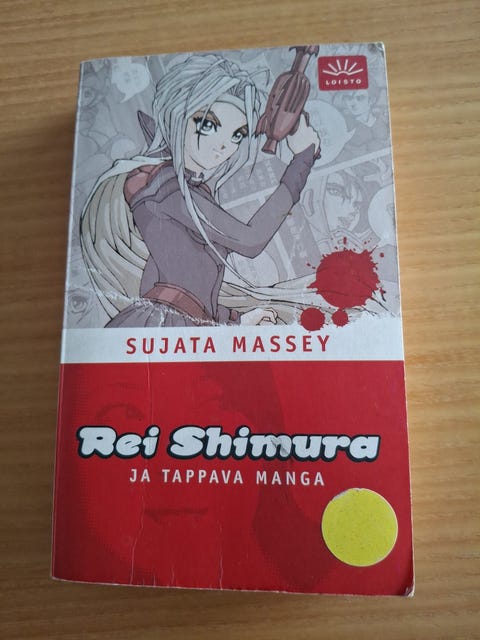 LOISTO
SUJATA MASSEY
Rei Shimura
JA TAPPAVA MANGA